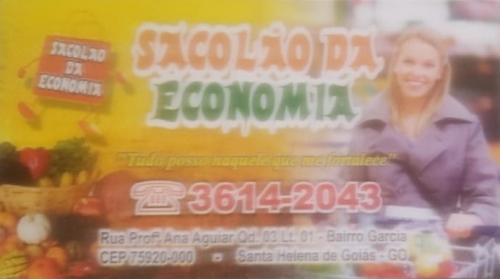 SACOLAO
DA
ECONOMIA
SACOLÃO DA
ECONOMIA
"Tudo posso naquele que me fortalece"
☎ 3614-2043
Rua Profª. Ana Aguiar Qd. 03 Lt. 01 - Bairro Garcia
CEP 75920-000 - Santa Helena de Goiás - GO